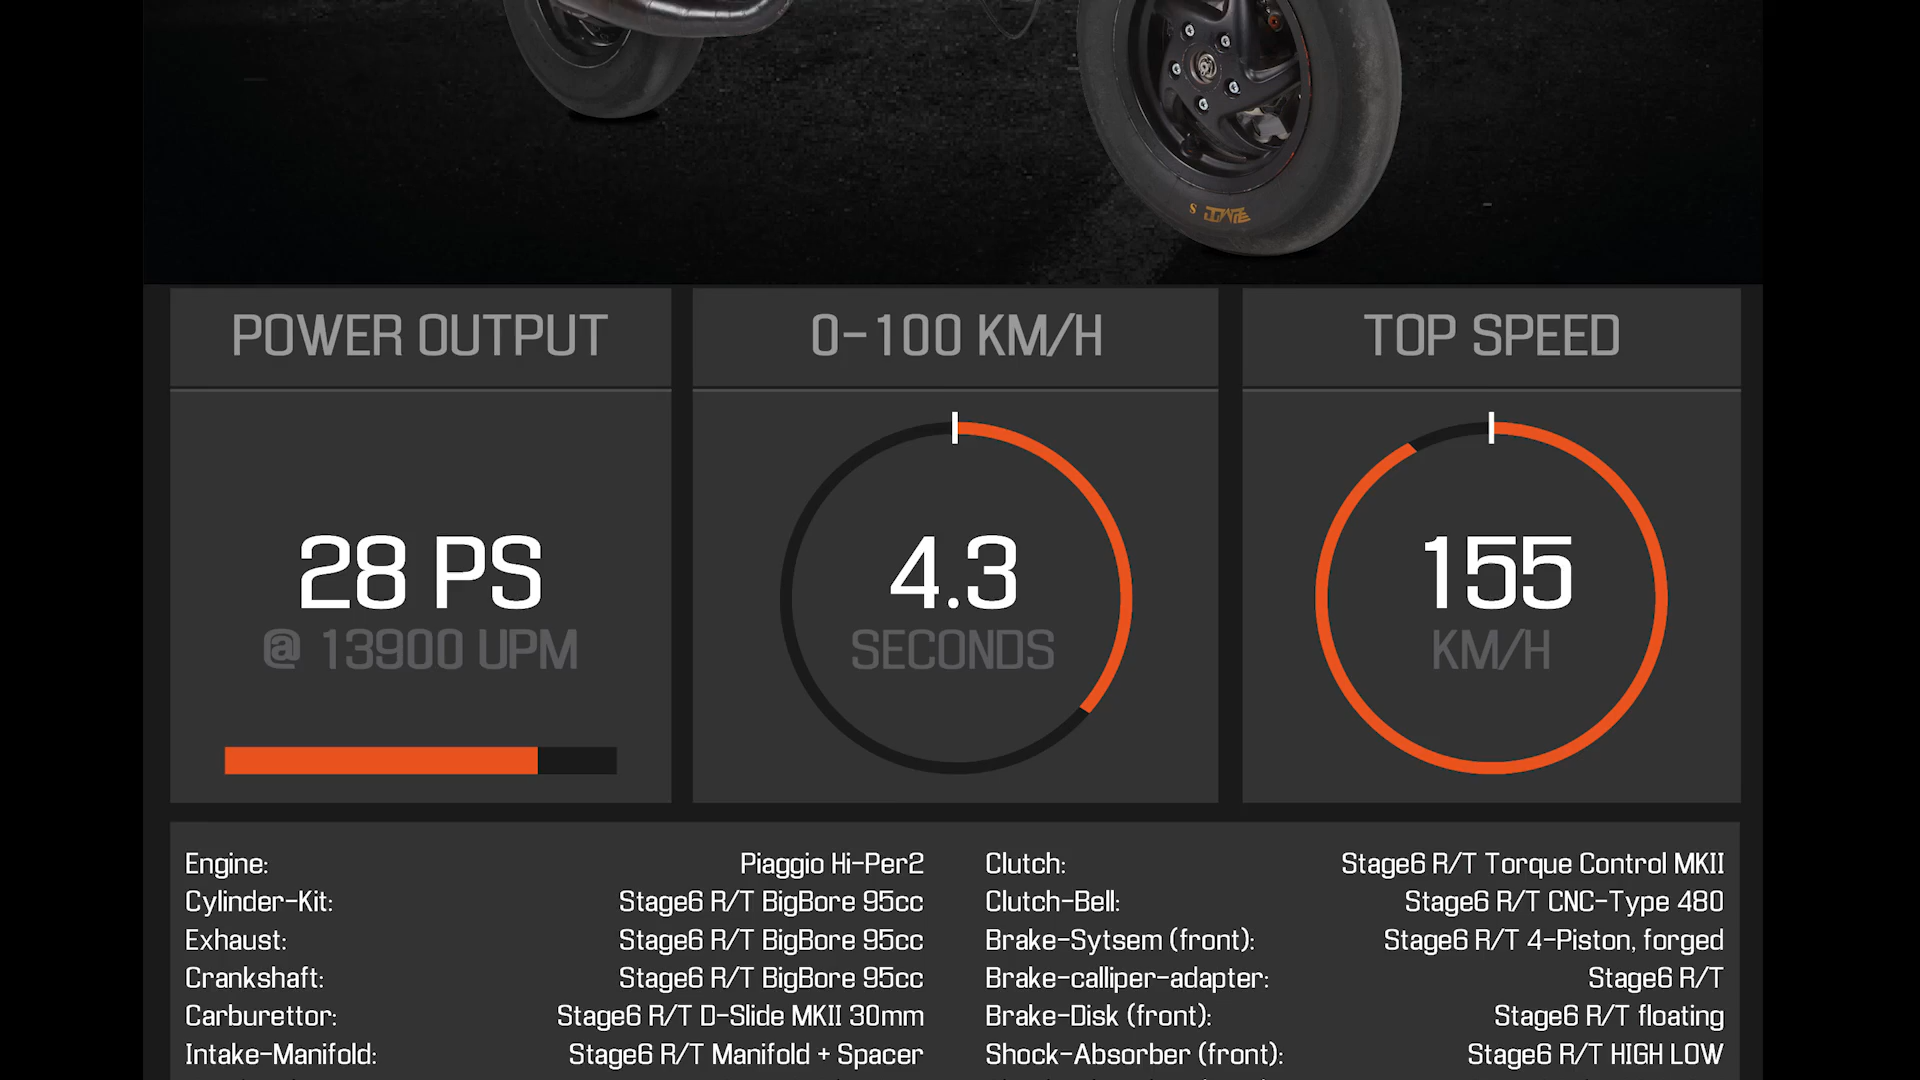 S TMR
POWER OUTPUT
28 PS
@ 13900 UPM
0-100 KM/H
4.3
SECONDS
TOP SPEED
155
KM/H
Engine: Piaggio Hi-Per2
Cylinder-Kit: Stage6 R/T BigBore 95cc
Exhaust: Stage6 R/T BigBore 95cc
Crankshaft: Stage6 R/T BigBore 95cc
Carburettor: Stage6 R/T D-Slide MKII 30mm
Intake-Manifold: Stage6 R/T Manifold + Spacer
Clutch: Stage6 R/T Torque Control MKII
Clutch-Bell: Stage6 R/T CNC-Type 480
Brake-Sytsem (front): Stage6 R/T 4-Piston, forged
Brake-calliper-adapter: Stage6 R/T
Brake-Disk (front): Stage6 R/T floating
Shock-Absorber (front): Stage6 R/T HIGH LOW